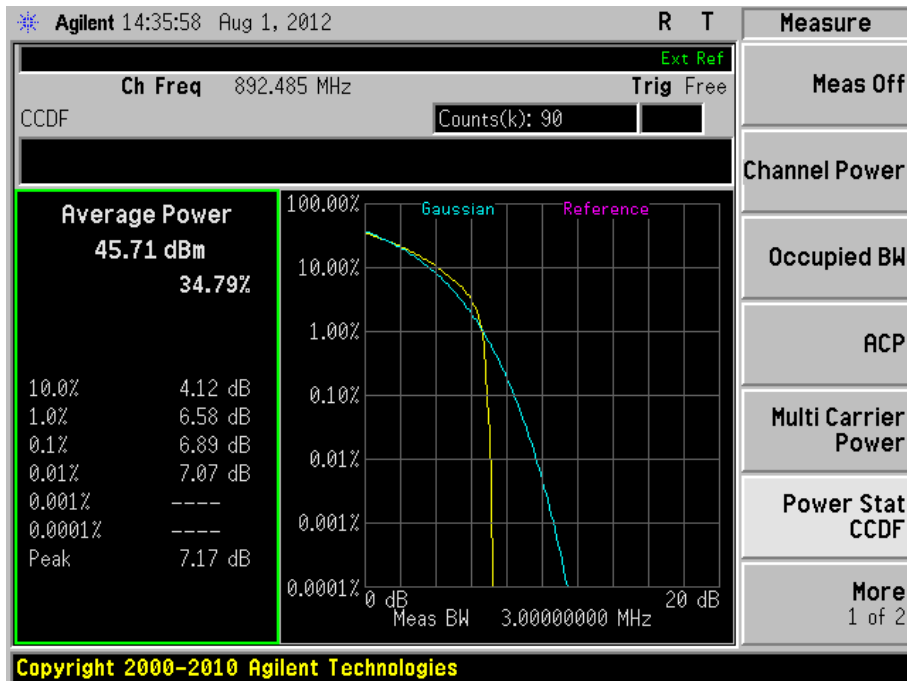 Agilent 14:35:58 Aug 1, 2012 R T
Ext Ref
Ch Freq 892.485 MHz Trig Free
CCDF Counts(k): 90
Average Power
45.71 dBm
34.79%
10.0% 4.12 dB
1.0% 6.58 dB
0.1% 6.89 dB
0.01% 7.07 dB
0.001% ----
0.0001% ----
Peak 7.17 dB
Gaussian Reference
100.00%
10.00%
1.00%
0.10%
0.01%
0.001%
0.0001%
0 dB 20 dB
Meas BW 3.00000000 MHz
Measure
Meas Off
Channel Power
Occupied BW
ACP
Multi Carrier
Power
Power Stat
CCDF
More
1 of 2
Copyright 2000-2010 Agilent Technologies